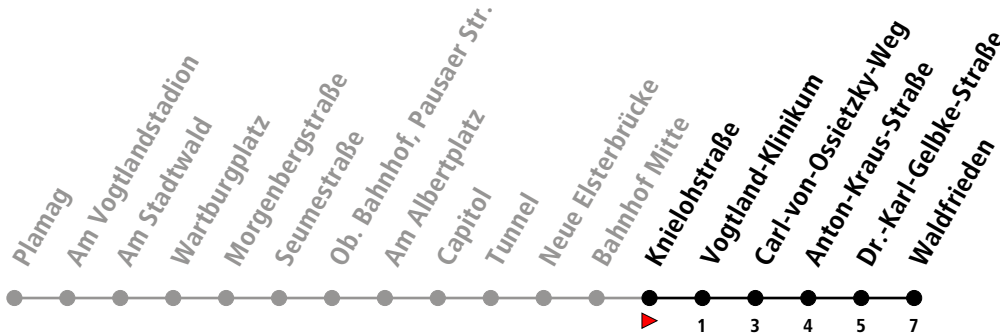 Plamag
Am Vogtlandstadion
Am Stadtwald
Wartburgplatz
Morgenbergstraße
Seumestraße
Ob. Bahnhof, Pausaer Str.
Am Albertplatz
Capitol
Tunnel
Neue Elsterbrücke
Bahnhof Mitte
Knielohstraße
Vogtland-Klinikum
Carl-von-Ossietzky-Weg
Anton-Kraus-Straße
Dr.-Karl-Gelbke-Straße
Waldfrieden
1 3 4 5 7